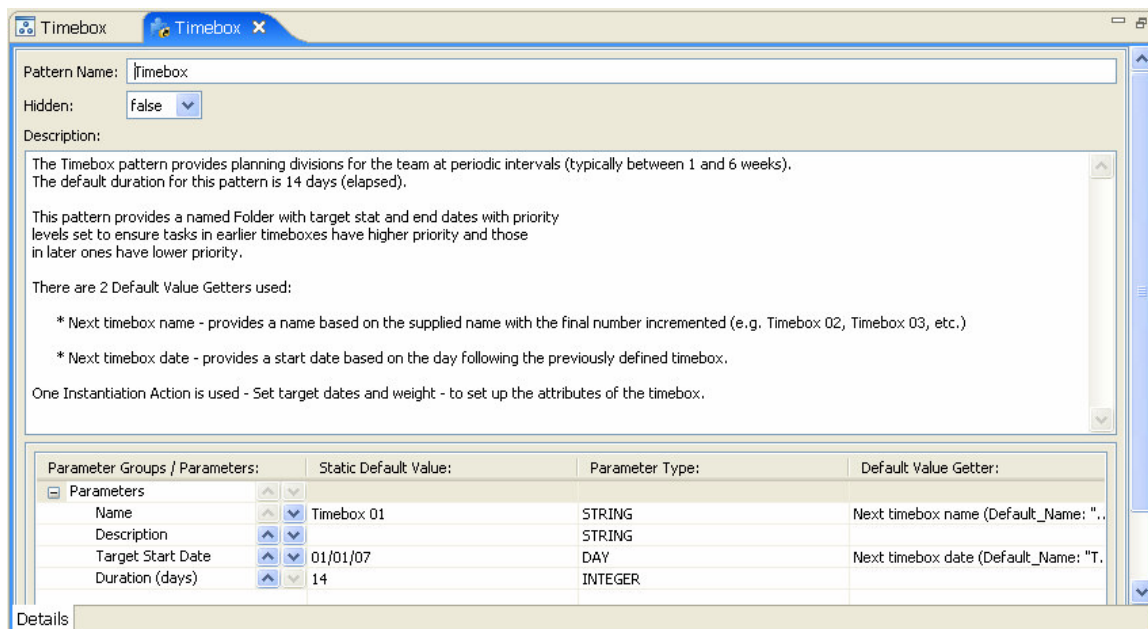 Timebox Timebox
Pattern Name: Timebox
Hidden: false
Description:
The Timebox pattern provides planning divisions for the team at periodic intervals (typically between 1 and 6 weeks).
The default duration for this pattern is 14 days (elapsed).
This pattern provides a named Folder with target stat and end dates with priority
levels set to ensure tasks in earlier timeboxes have higher priority and those
in later ones have lower priority.
There are 2 Default Value Getters used:
* Next timebox name - provides a name based on the supplied name with the final number incremented (e.g. Timebox 02, Timebox 03, etc.)
* Next timebox date - provides a start date based on the day following the previously defined timebox.
One Instantiation Action is used - Set target dates and weight - to set up the attributes of the timebox.
Parameter Groups / Parameters: Static Default Value: Parameter Type: Default Value Getter:
Parameters
Name Timebox 01 STRING Next timebox name (Default_Name: "..
Description STRING
Target Start Date 01/01/07 DAY Next timebox date (Default_Name: "T.
Duration (days) 14 INTEGER
Details